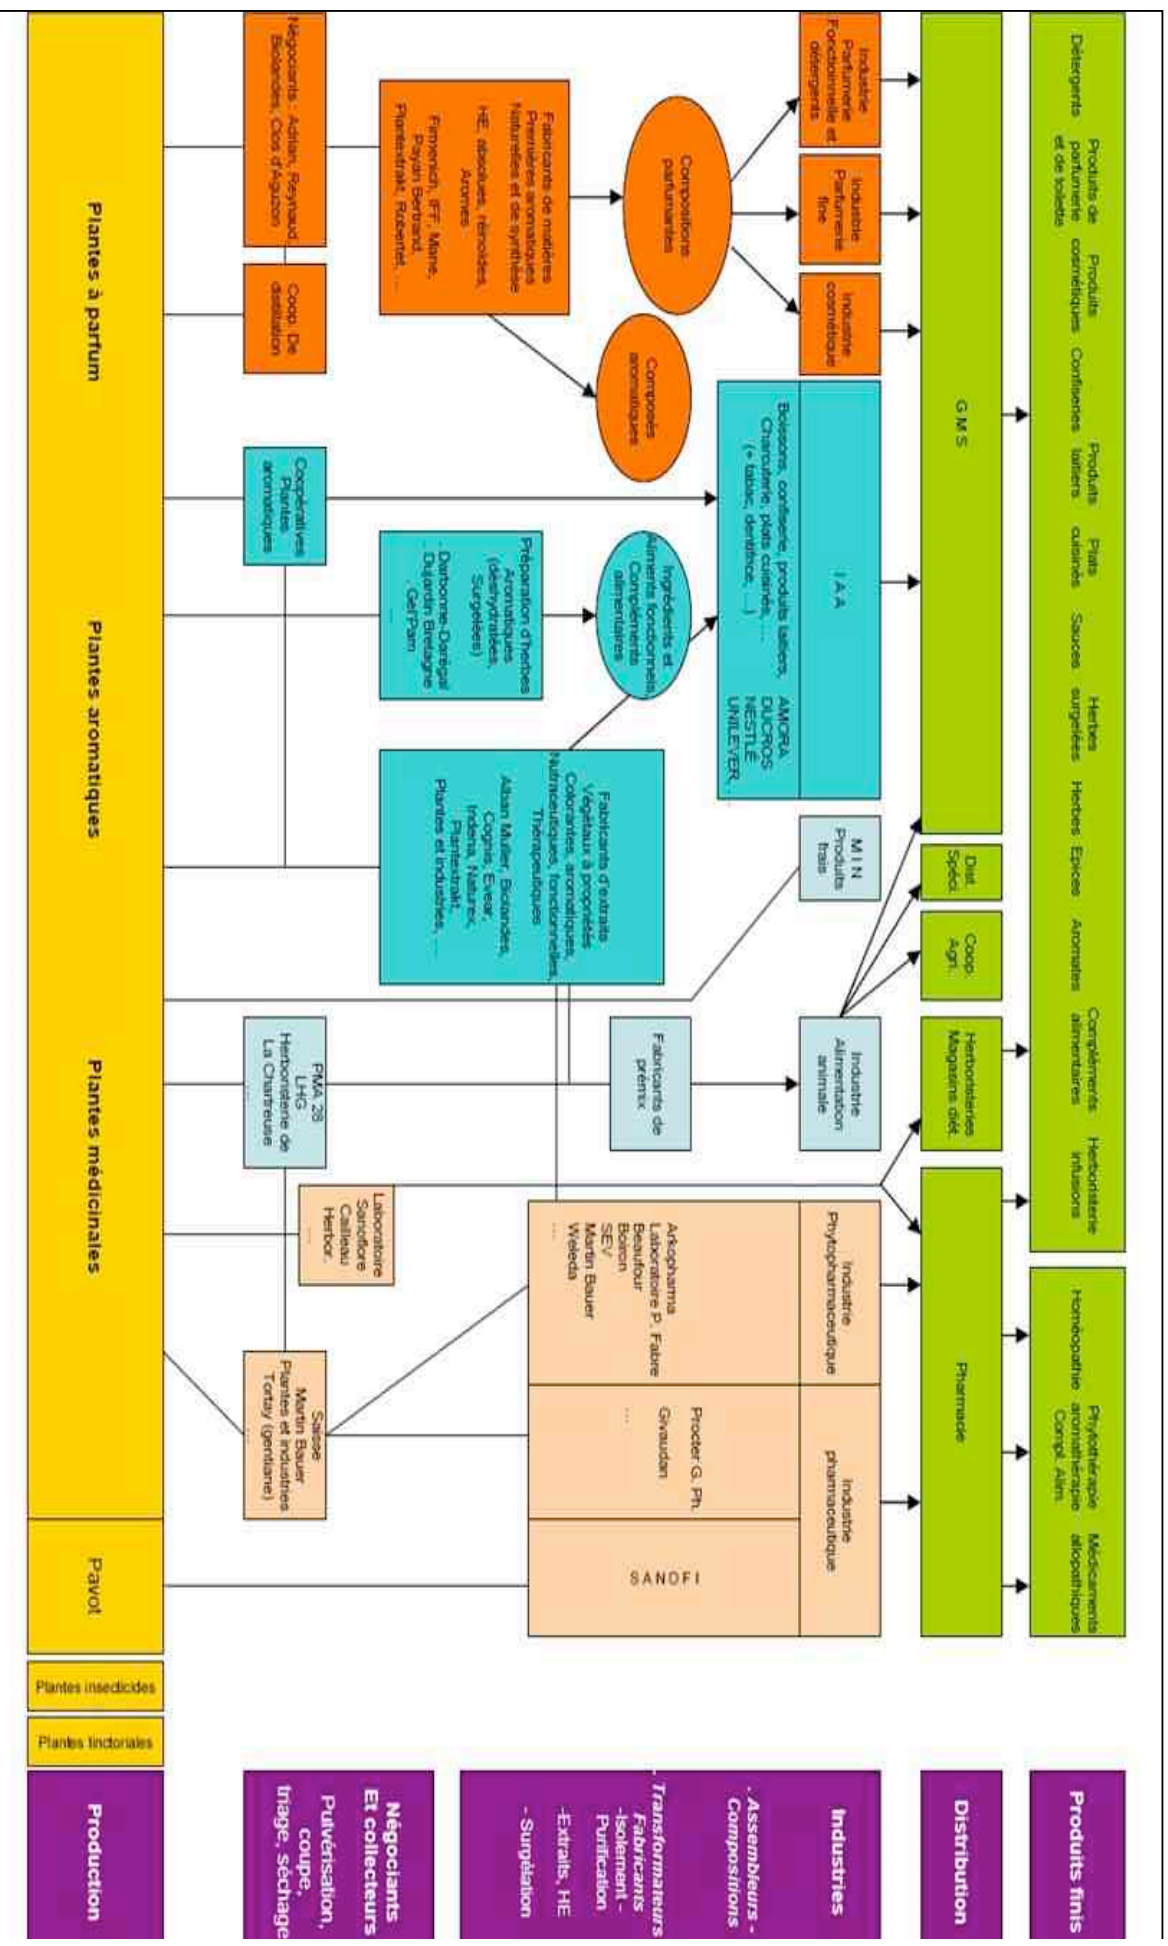 Détergents
Produits de
parfumerie
et de toilette
Produits
cosmétiques
Confiseries
Produits
laitiers
Plats
cuisinés
Sauces
Herbes
surgelées
Herbes
Epices
Aromates
Compléments
alimentaires
Herboristerie
infusions
Homéopathie
Phytothérapie
aromathérapie
Compl. Alim.
Médicaments
allopathiques
Produits finis
G M S
Dist.
Spéci.
Coop.
Agri.
Herboristeries
Magasins diét.
Pharmacie
Distribution
Industrie
Parfumerie
Fonctionnelle et
détergents
Industrie
Parfumerie
fine
Industrie
cosmétique
I A A
Boissons, confiserie, produits laitiers,
Charcuterie, plats cuisinés, …
(+ tabac, dentifrice, …)
AMORA
DUCROS
NESTLÉ
UNILEVER, …
M I N
Produits
frais
Industrie
Alimentation
animale
Industrie
Phytopharmaceutique
Arkopharma
Laboratoire P. Fabre
Beaufour
Boiron
SEV
Martin Bauer
Weleda
…
Industrie
pharmaceutique
Procter G. Ph.
Givaudan
…
SANOFI
Industries
. Assembleurs -
Compositions
. Transformateurs
Fabricants
-Isolement -
Purification
-Extraits, HE
- Surgélation
Compositions
parfumantes
Composés
aromatiques
Ingrédients et
Aliments fonctionnels,
Compléments
alimentaires
Fabricants de
prémix
Fabricants de matières
Premières aromatiques
Naturelles et de synthèse
HE, absolues, rénoïdes,
Aromes
Firmenich, IFF, Mane,
Payan Bertrand,
Plantextrakt, Robertet, …
Préparation d'herbes
Aromatiques
(déshydratées,
Surgelées)
. Darbonne-Darégal
. Dujardin Bretagne
. Gel'Pam
…
Fabricants d'extraits
Végétaux à propriétés
Colorantes, aromatiques,
Nutraceutiques, fonctionnelles,
Thérapeutiques
Alban Muller, Biolandes,
Cognis, Evear,
Indena, Naturex,
Plantextrakt,
Plantes et industries, …
Négociants : Adrian, Reynaud,
Biolandes, Clos d'Aguzon
Coop. De
distillation
Coopératives
Plantes
aromatiques
PMA 28
LHG
Herboristerie de
La Chartreuse
…
Laboratoire
Sanoflore
Cailleau
Herbor.
…
Saisse
Martin Bauer
Plantes et industries
Tortay (gentiane)
…
Négociants
Et collecteurs
Pulvérisation,
coupe,
triage, séchage
Plantes à parfum
Plantes aromatiques
Plantes médicinales
Pavot
Plantes insecticides
Plantes tinctoriales
Production